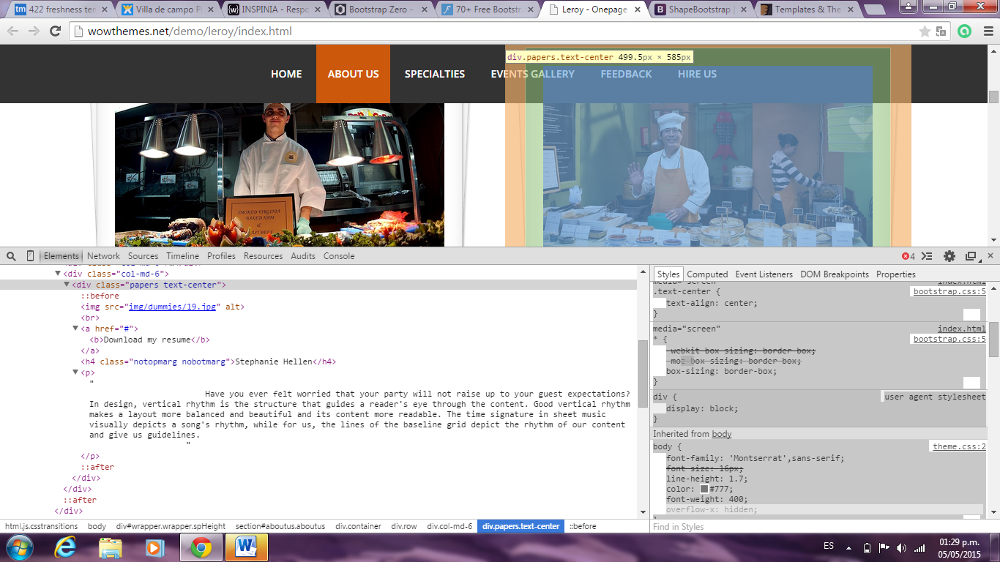 422 freshness ten
Villa de campo P
INSPINIA - Respo
Bootstrap Zero -
70+ Free Bootstr
Leroy - Onepage
ShapeBootstrap |
Templates & The
wowthemes.net/demo/leroy/index.html
div.papers.text-center 499.5px × 585px
HOME ABOUT US SPECIALTIES EVENTS GALLERY FEEDBACK HIRE US
SMOKED VIRGINIA
BAKED HAM
&
Elements Network Sources Timeline Profiles Resources Audits Console
4
<div class="col-md-6">
<div class="papers text-center">
::before
<img src="img/dummies/19.jpg" alt>
<br>
<a href="#">
<b>Download my resume</b>
</a>
<h4 class="notopmarg nobotmarg">Stephanie Hellen</h4>
<p>
"
Have you ever felt worried that your party will not raise up to your guest expectations?
In design, vertical rhythm is the structure that guides a reader's eye through the content. Good vertical rhythm
makes a layout more balanced and beautiful and its content more readable. The time signature in sheet music
visually depicts a song's rhythm, while for us, the lines of the baseline grid depict the rhythm of our content
and give us guidelines.
"
</p>
::after
</div>
</div>
::after
</div>
html.js.csstransitions body div#wrapper.wrapper.spHeight section#aboutus.aboutus div.container div.row div.col-md-6 div.papers.text-center ::before
Styles Computed Event Listeners DOM Breakpoints Properties
media="screen" index.html
.text-center { bootstrap.css:5
text-align: center;
}
media="screen" index.html
* { bootstrap.css:5
-webkit-box-sizing: border-box;
-moz-box-sizing: border-box;
box-sizing: border-box;
}
div { user agent stylesheet
display: block;
}
Inherited from body
body { theme.css:2
font-family: 'Montserrat',sans-serif;
font-size: 16px;
line-height: 1.7;
color: #777;
font-weight: 400;
overflow-x: hidden;
Find in Styles
ES
01:29 p.m.
05/05/2015